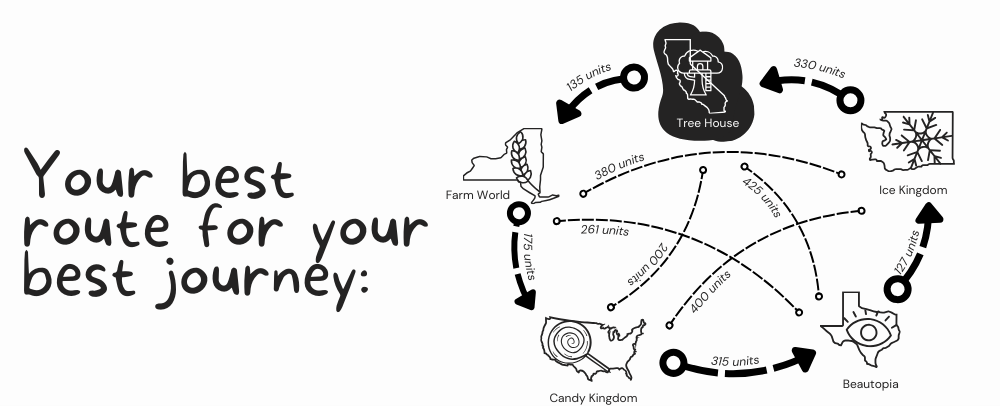 Your best
route for your
best journey:
Tree House
135 units
330 units
Farm World
380 units
425 units
Ice Kingdom
261 units
175 units
200 units
400 units
127 units
315 units
Candy Kingdom
Beautopia